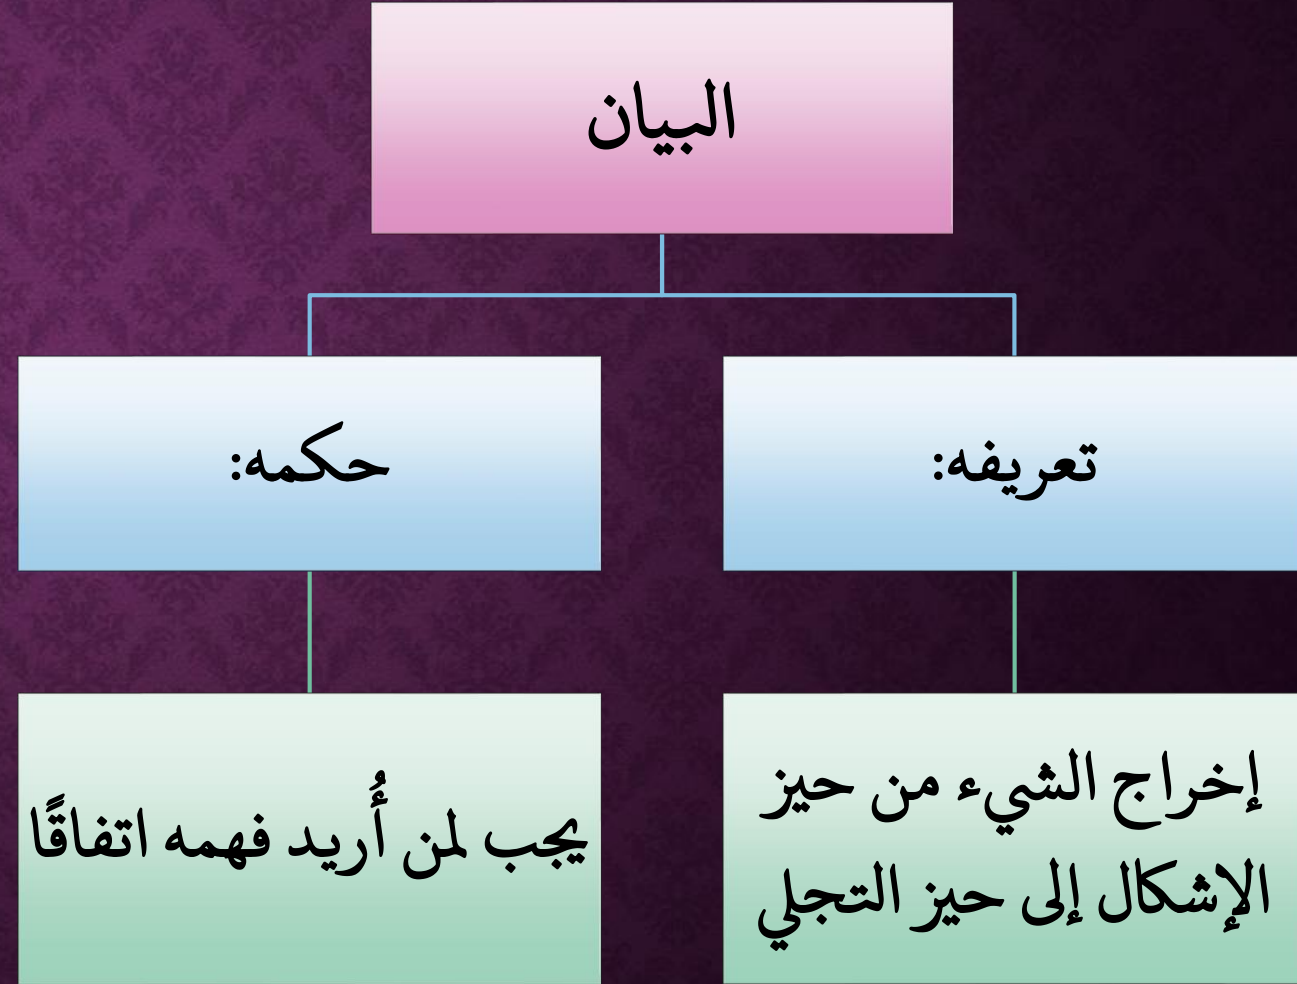 البيان
تعريفه:
إخراج الشيء من حيز
الإشكال إلى حيز التجلي
حكمه:
يجب لمن أُريد فهمه اتفاقًا